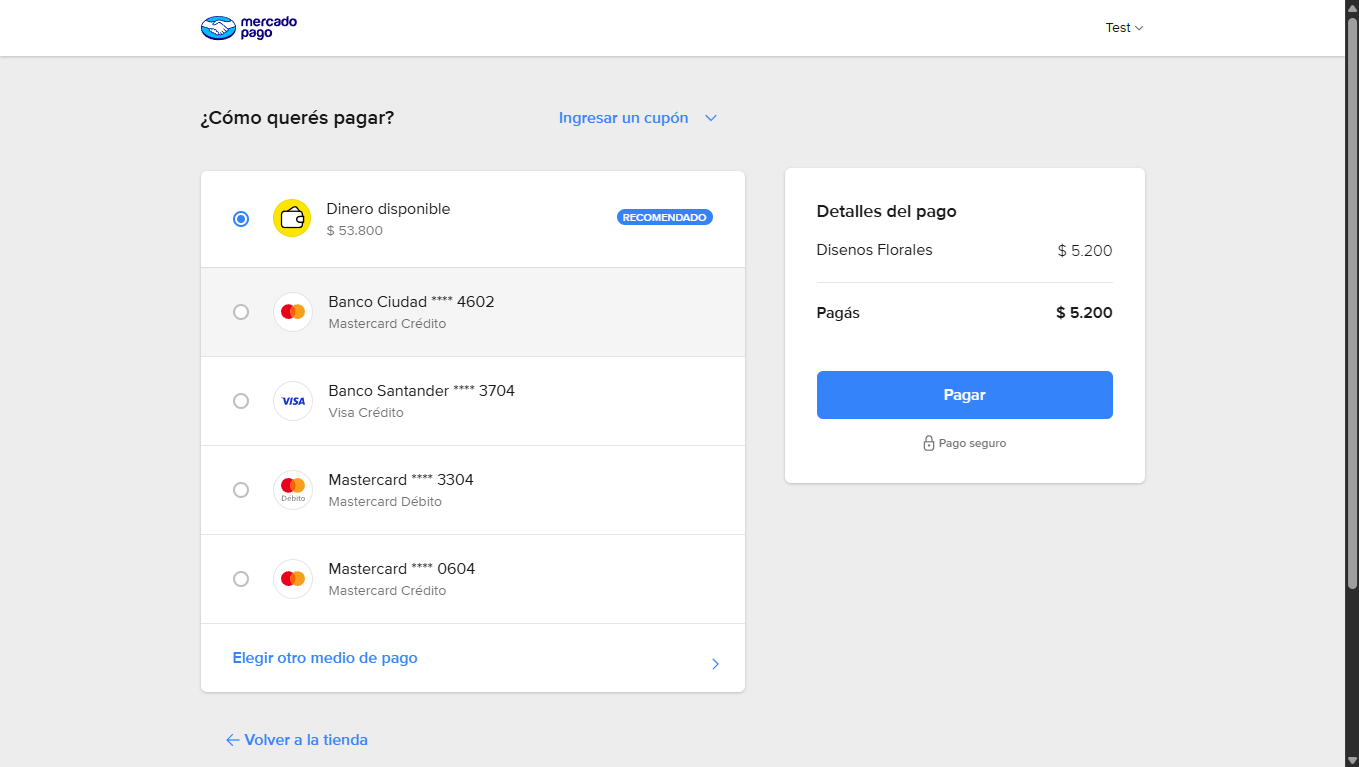 mercado
pago
Test
¿Cómo querés pagar?
Ingresar un cupón
Dinero disponible
$ 53.800
RECOMENDADO
Banco Ciudad **** 4602
Mastercard Crédito
VISA
Banco Santander **** 3704
Visa Crédito
Débito
Mastercard **** 3304
Mastercard Débito
Mastercard **** 0604
Mastercard Crédito
Elegir otro medio de pago
Volver a la tienda
Detalles del pago
Disenos Florales $ 5.200
Pagás $ 5.200
Pagar
Pago seguro